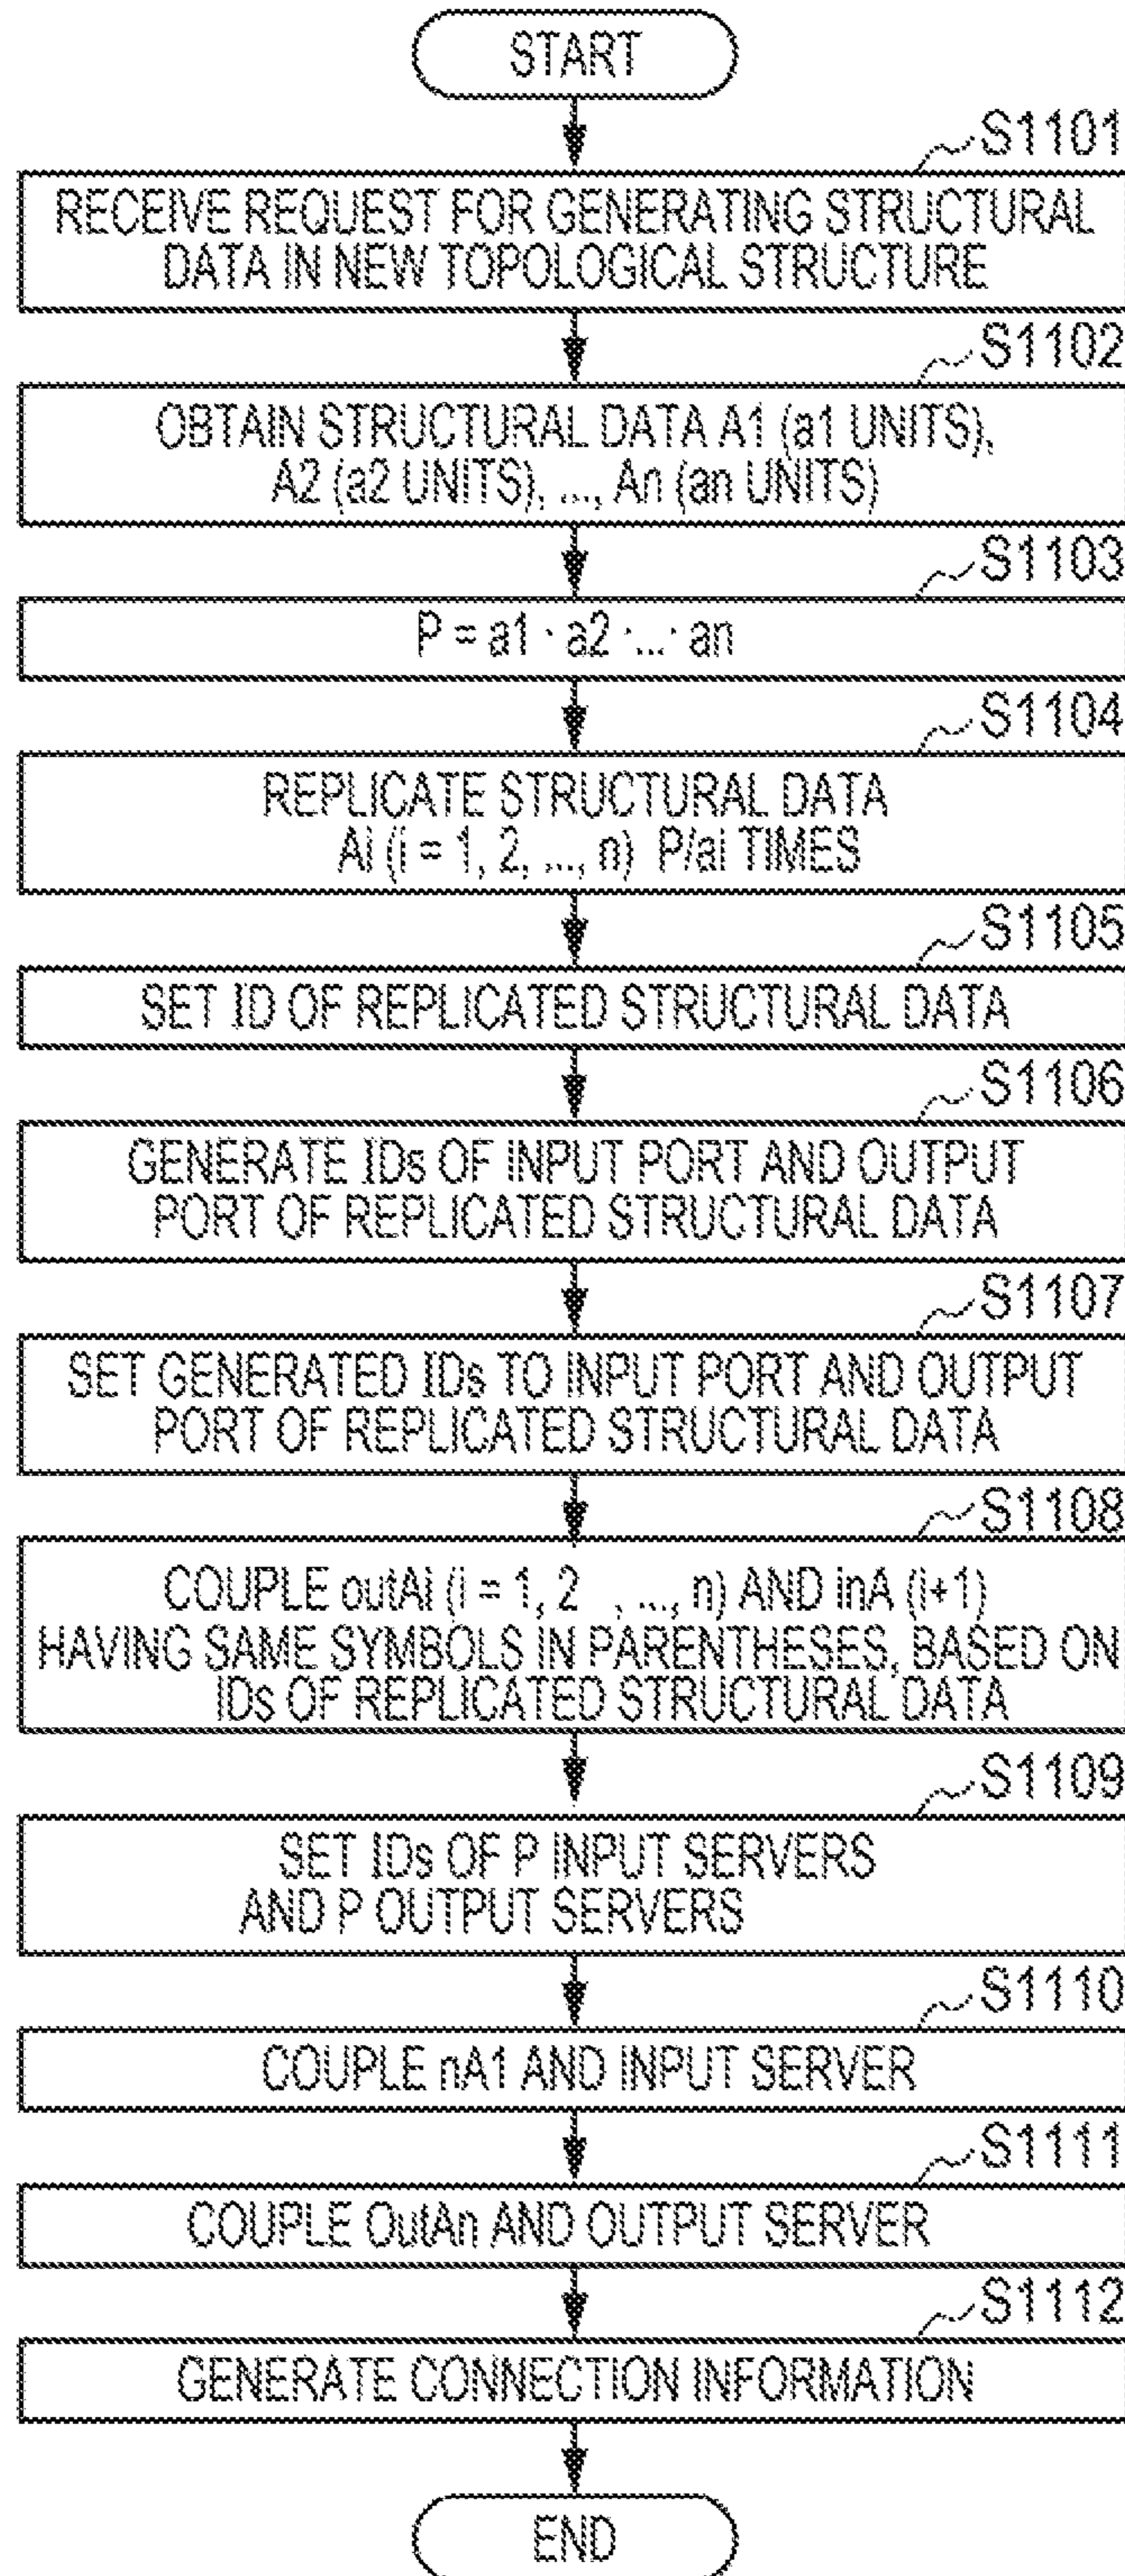 START
S1101
RECEIVE REQUEST FOR GENERATING STRUCTURAL
DATA IN NEW TOPOLOGICAL STRUCTURE
S1102
OBTAIN STRUCTURAL DATA A1 (a1 UNITS),
A2 (a2 UNITS), ..., An (an UNITS)
S1103
P = a1 · a2 · ... · an
S1104
REPLICATE STRUCTURAL DATA
Ai (i = 1, 2, ..., n) P/ai TIMES
S1105
SET ID OF REPLICATED STRUCTURAL DATA
S1106
GENERATE IDs OF INPUT PORT AND OUTPUT
PORT OF REPLICATED STRUCTURAL DATA
S1107
SET GENERATED IDs TO INPUT PORT AND OUTPUT
PORT OF REPLICATED STRUCTURAL DATA
S1108
COUPLE outAi (i = 1, 2 , ..., n) AND inA (i+1)
HAVING SAME SYMBOLS IN PARENTHESES, BASED ON
IDs OF REPLICATED STRUCTURAL DATA
S1109
SET IDs OF P INPUT SERVERS
AND P OUTPUT SERVERS
S1110
COUPLE nA1 AND INPUT SERVER
S1111
COUPLE OutAn AND OUTPUT SERVER
S1112
GENERATE CONNECTION INFORMATION
END